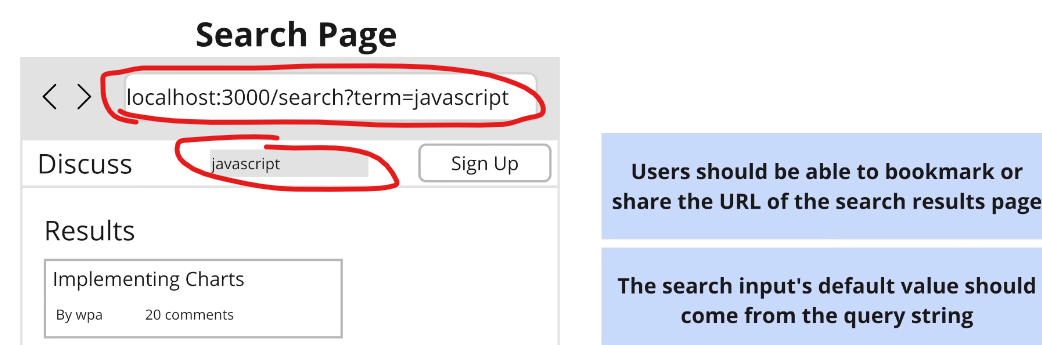 Search Page
localhost:3000/search?term=javascript
Discuss
javascript
Sign Up
Results
Implementing Charts
By wpa
20 comments
Users should be able to bookmark or
share the URL of the search results page
The search input's default value should
come from the query string